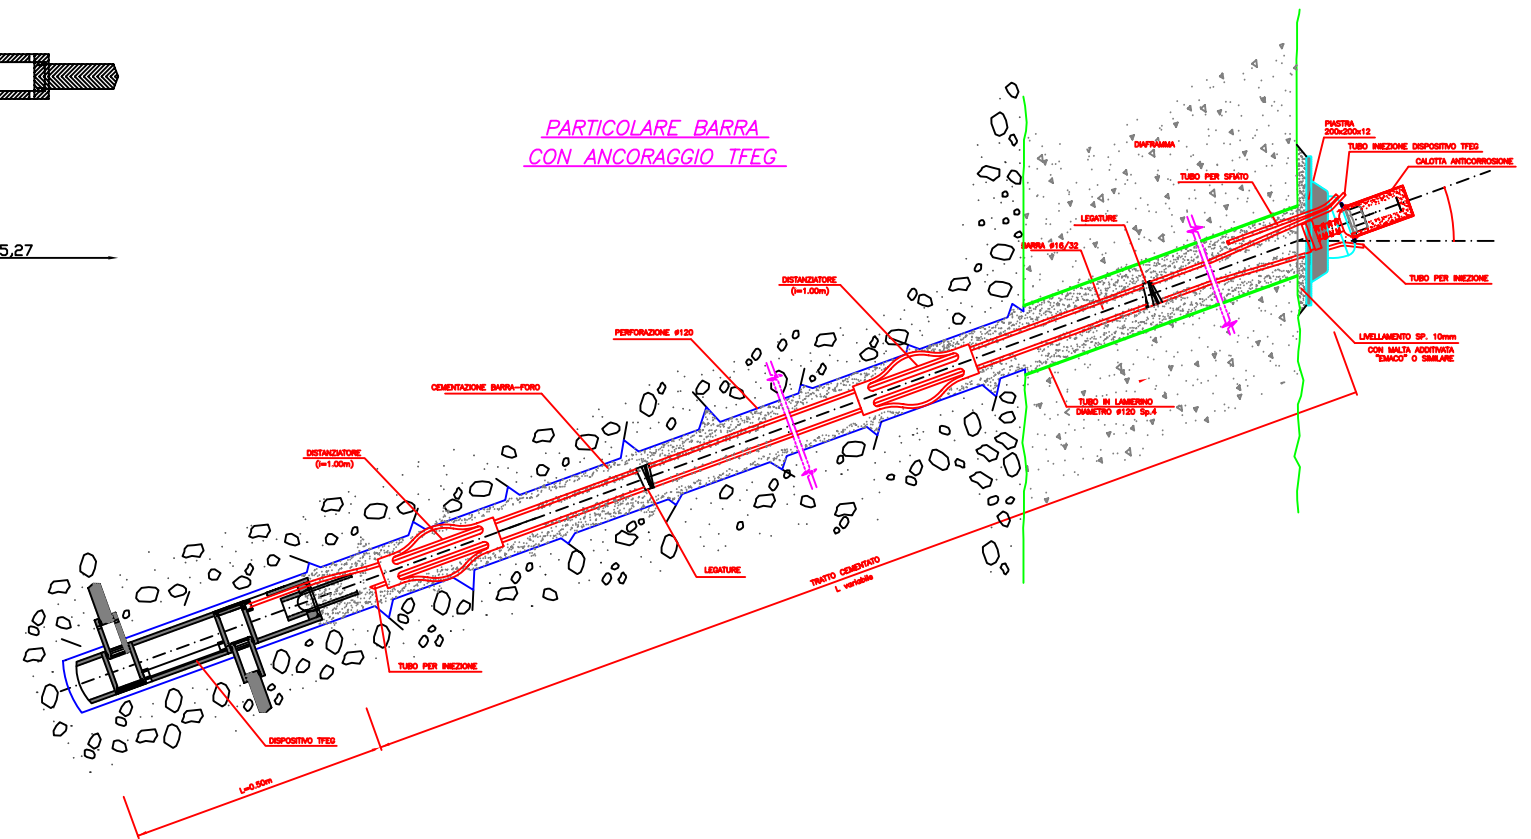 PARTICOLARE BARRA
CON ANCORAGGIO TFEG
5,27
PIASTRA
200x200x12
DIAFRAMMA
TUBO INIEZIONE DISPOSITIVO TFEG
CALOTTA ANTICORROSIONE
TUBO PER SFIATO
LEGATURE
BARRA ø16/32
TUBO PER INIEZIONE
DISTANZIATORE
(i=1.00m)
PERFORAZIONE ø120
LIVELLAMENTO SP. 10mm
CON MALTA ADDITIVATA
"EMACO" O SIMILARE
CEMENTAZIONE BARRA-FORO
TUBO IN LAMIERINO
DIAMETRO ø120 Sp.4
DISTANZIATORE
(i=1.00m)
LEGATURE
TRATTO CEMENTATO
L variabile
TUBO PER INIEZIONE
DISPOSITIVO TFEG
L=0.50m